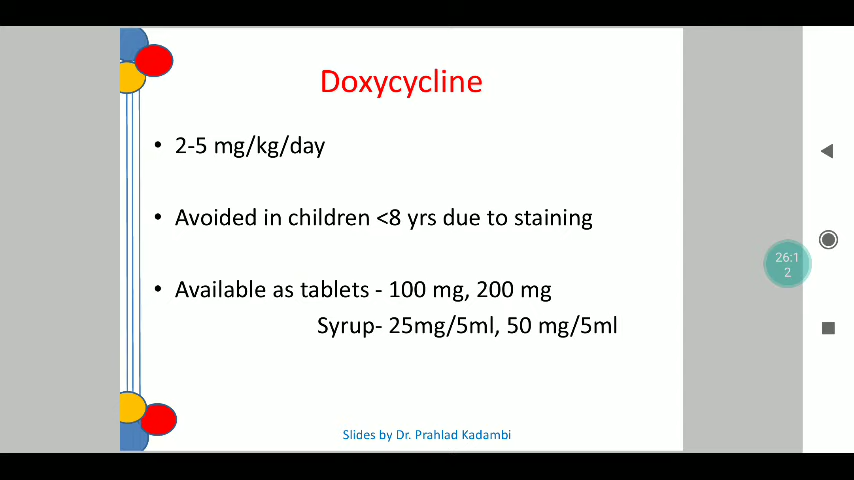 Doxycycline
• 2-5 mg/kg/day
• Avoided in children <8 yrs due to staining
• Available as tablets - 100 mg, 200 mg
Syrup- 25mg/5ml, 50 mg/5ml
26:1
2
Slides by Dr. Prahlad Kadambi